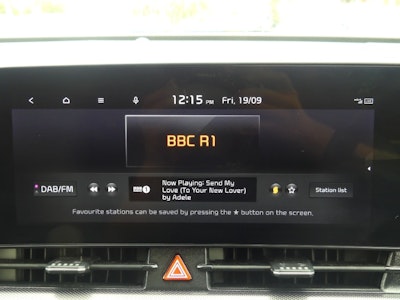 12:15 PM Fri, 19/09
BBC R1
DAB/FM
Now Playing: Send My
Love (To Your New Lover)
by Adele
Station list
Favourite stations can be saved by pressing the ★ button on the screen.